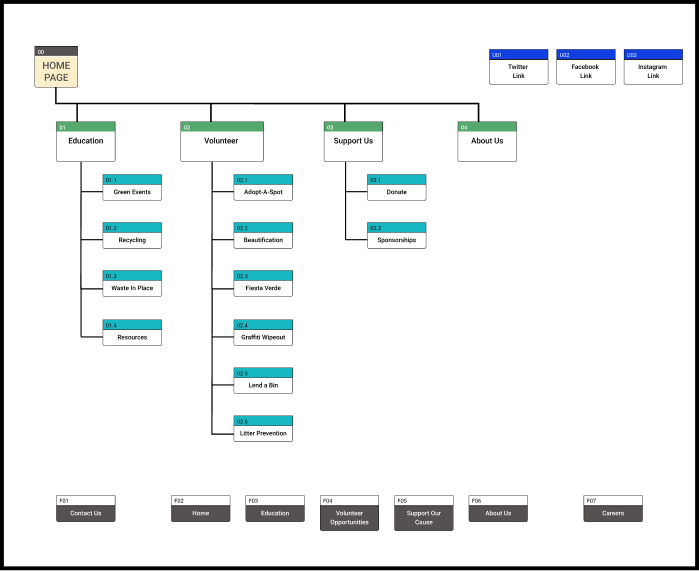 00
HOME
PAGE
U01
Twitter
Link
U02
Facebook
Link
U03
Instagram
Link
01
Education
02
Volunteer
03
Support Us
04
About Us
01.1
Green Events
01.2
Recycling
01.3
Waste In Place
01.4
Resources
02.1
Adopt-A-Spot
02.2
Beautification
02.3
Fiesta Verde
02.4
Graffiti Wipeout
02.5
Lend a Bin
02.6
Litter Prevention
03.1
Donate
03.2
Sponsorships
F01
Contact Us
F02
Home
F03
Education
F04
Volunteer
Opportunities
F05
Support Our
Cause
F06
About Us
F07
Careers